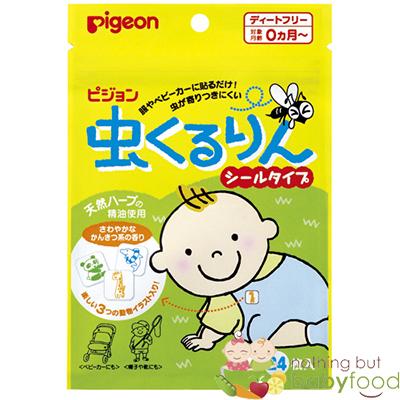 Pigeon
ディートフリー
対象月齢 0ヵ月～
ピジョン
服やベビーカーに貼るだけ!
虫が寄りつきにくい
虫くるりん
シールタイプ
天然ハーブの
精油使用
さわやかな
かんきつ系の香り
楽しい3つの動物イラスト入り!
<ベビーカーにも>
<帽子や靴にも>
nothing but
babyfood